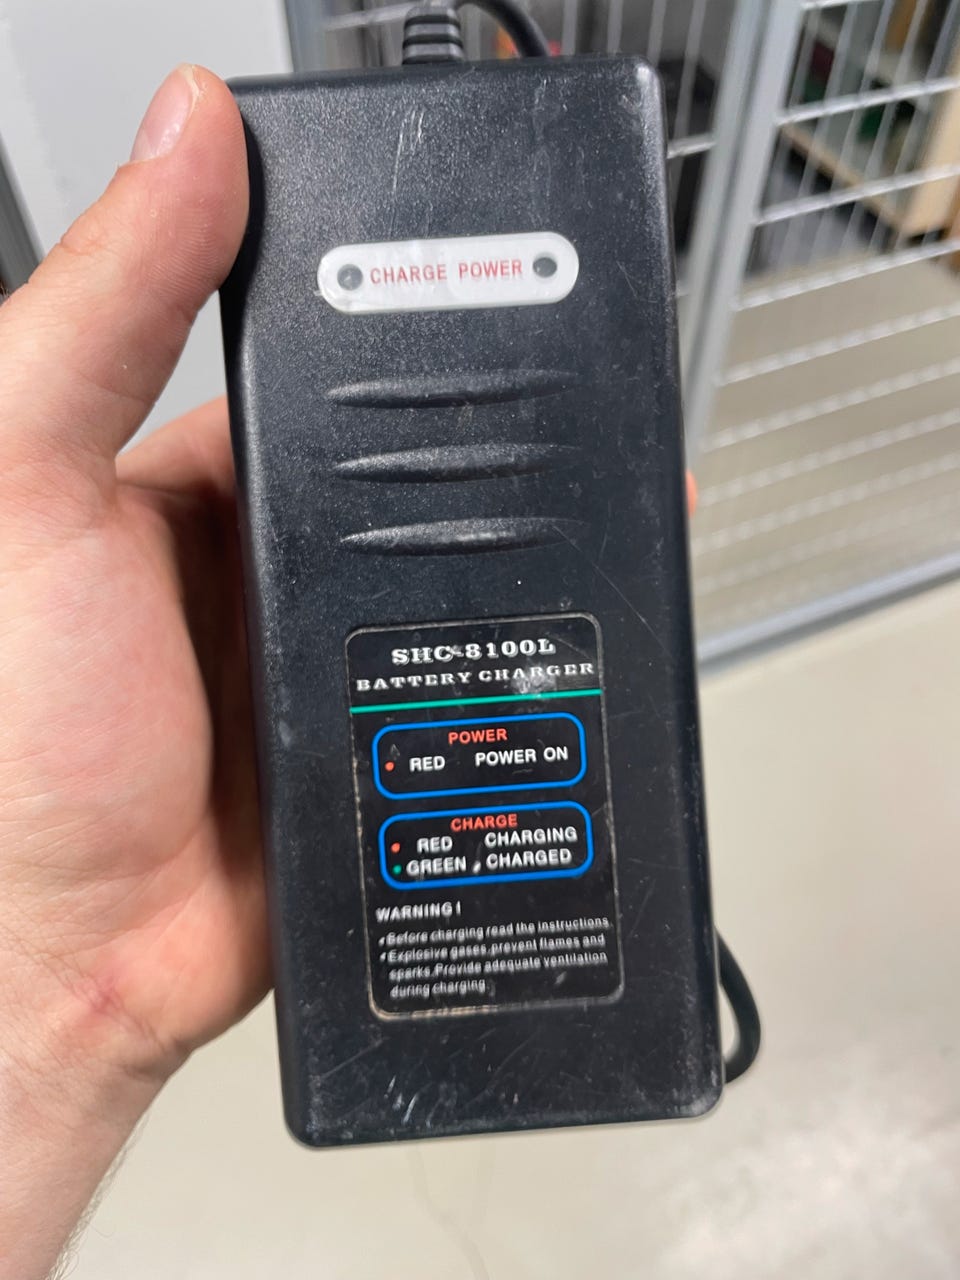 CHARGE POWER
SHC-8100L
BATTERY CHARGER
POWER
RED POWER ON
CHARGE
RED CHARGING
GREEN CHARGED
WARNING!
Before charging read the instructions
Explosive gases, prevent flames and
sparks. Provide adequate ventilation
during charging.